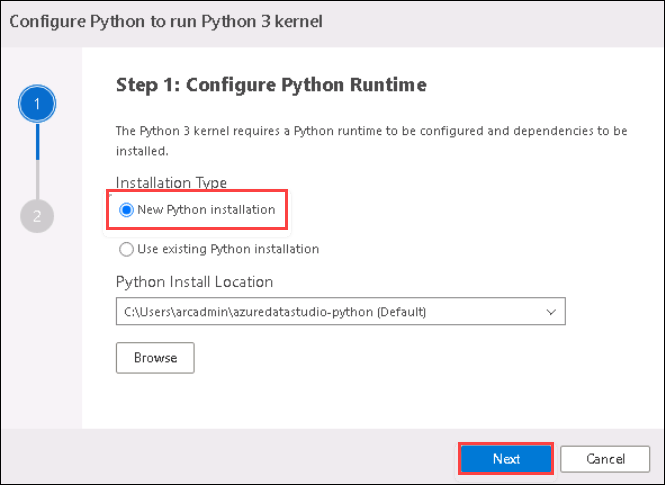 Configure Python to run Python 3 kernel
1
2
Step 1: Configure Python Runtime
The Python 3 kernel requires a Python runtime to be configured and dependencies to be
installed.
Installation Type
New Python installation
Use existing Python installation
Python Install Location
C:\Users\arcadmin\azuredatastudio-python (Default)
Browse
Next
Cancel